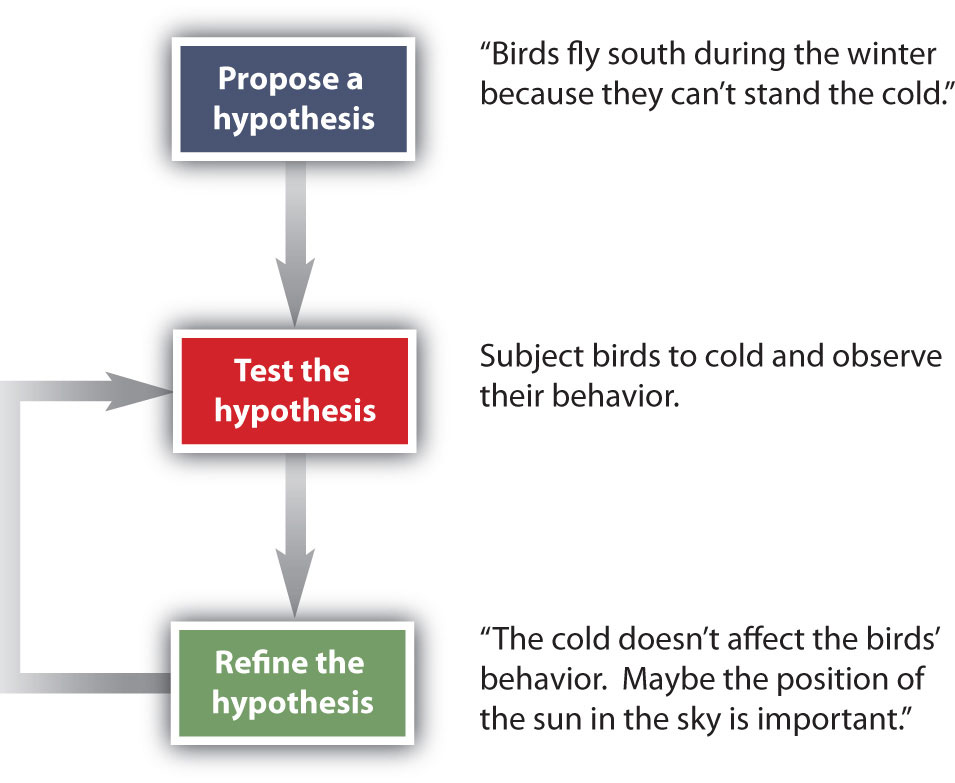 Propose a
hypothesis
“Birds fly south during the winter
because they can’t stand the cold.”
Test the
hypothesis
Subject birds to cold and observe
their behavior.
Refine the
hypothesis
“The cold doesn’t affect the birds’
behavior.  Maybe the position of
the sun in the sky is important.”